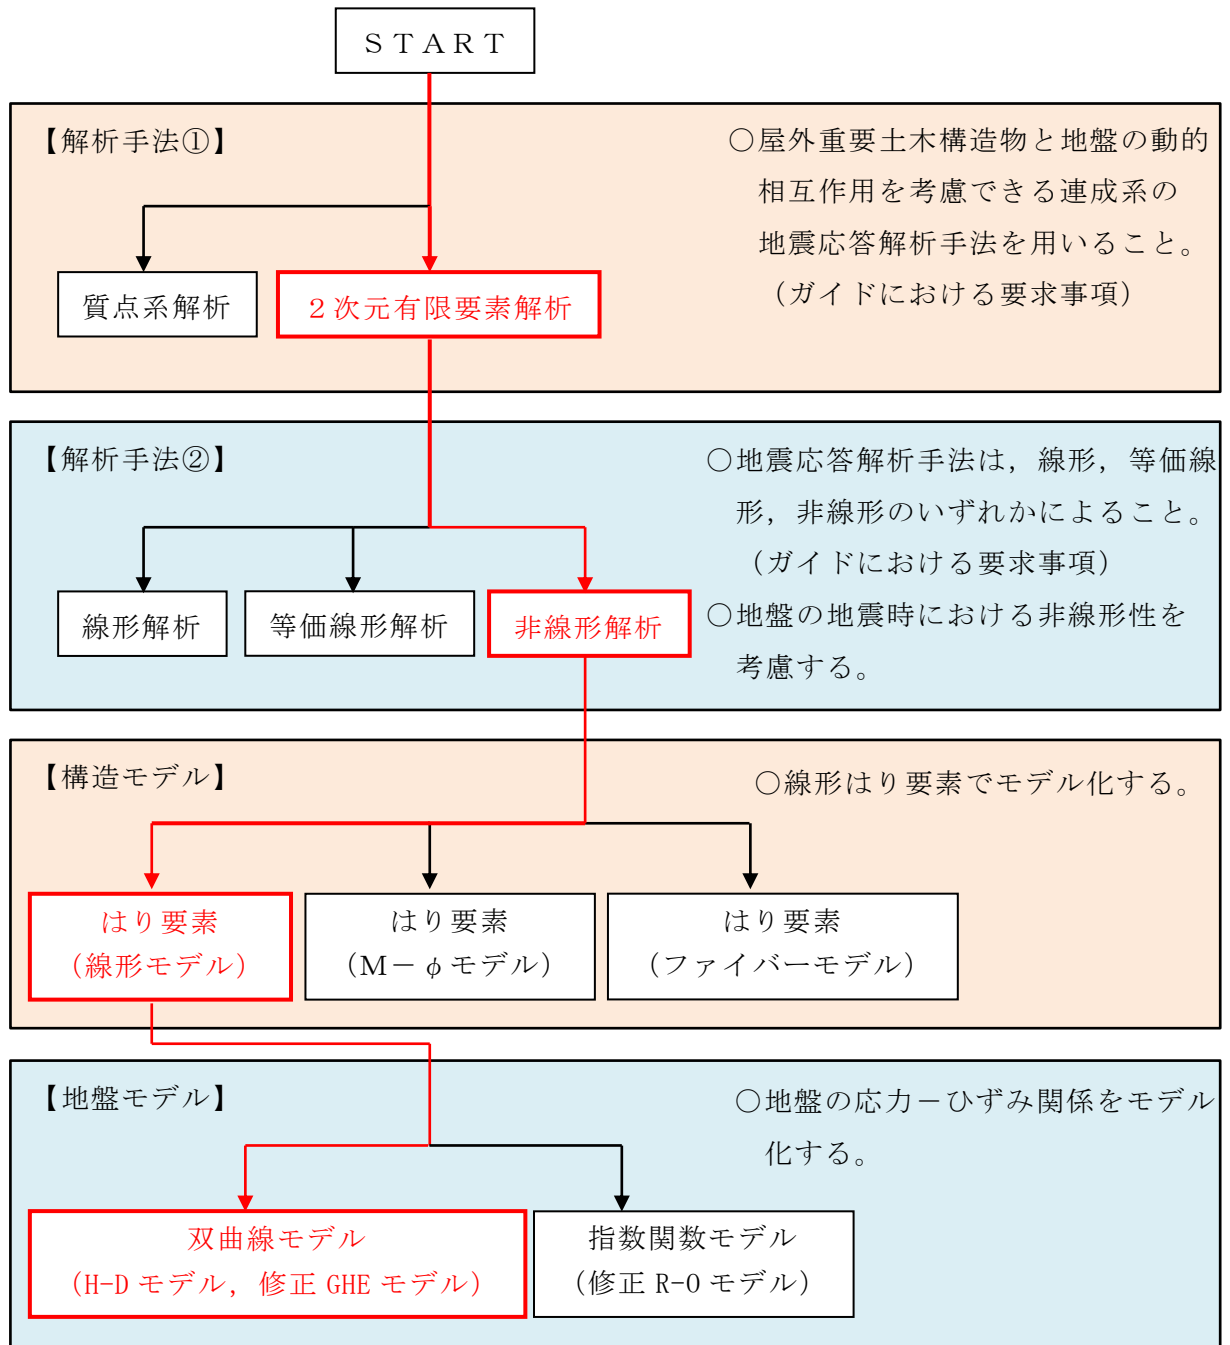 ＳＴＡＲＴ
【解析手法①】
○屋外重要土木構造物と地盤の動的
相互作用を考慮できる連成系の
地震応答解析手法を用いること。
（ガイドにおける要求事項）
質点系解析
２次元有限要素解析
【解析手法②】
○地震応答解析手法は，線形，等価線
形，非線形のいずれかによること。
（ガイドにおける要求事項）
○地盤の地震時における非線形性を
考慮する。
線形解析
等価線形解析
非線形解析
【構造モデル】
○線形はり要素でモデル化する。
はり要素
（線形モデル）
はり要素
（Ｍ－φモデル）
はり要素
（ファイバーモデル）
【地盤モデル】
○地盤の応力－ひずみ関係をモデル
化する。
双曲線モデル
（H-D モデル，修正 GHE モデル）
指数関数モデル
（修正 R-O モデル）